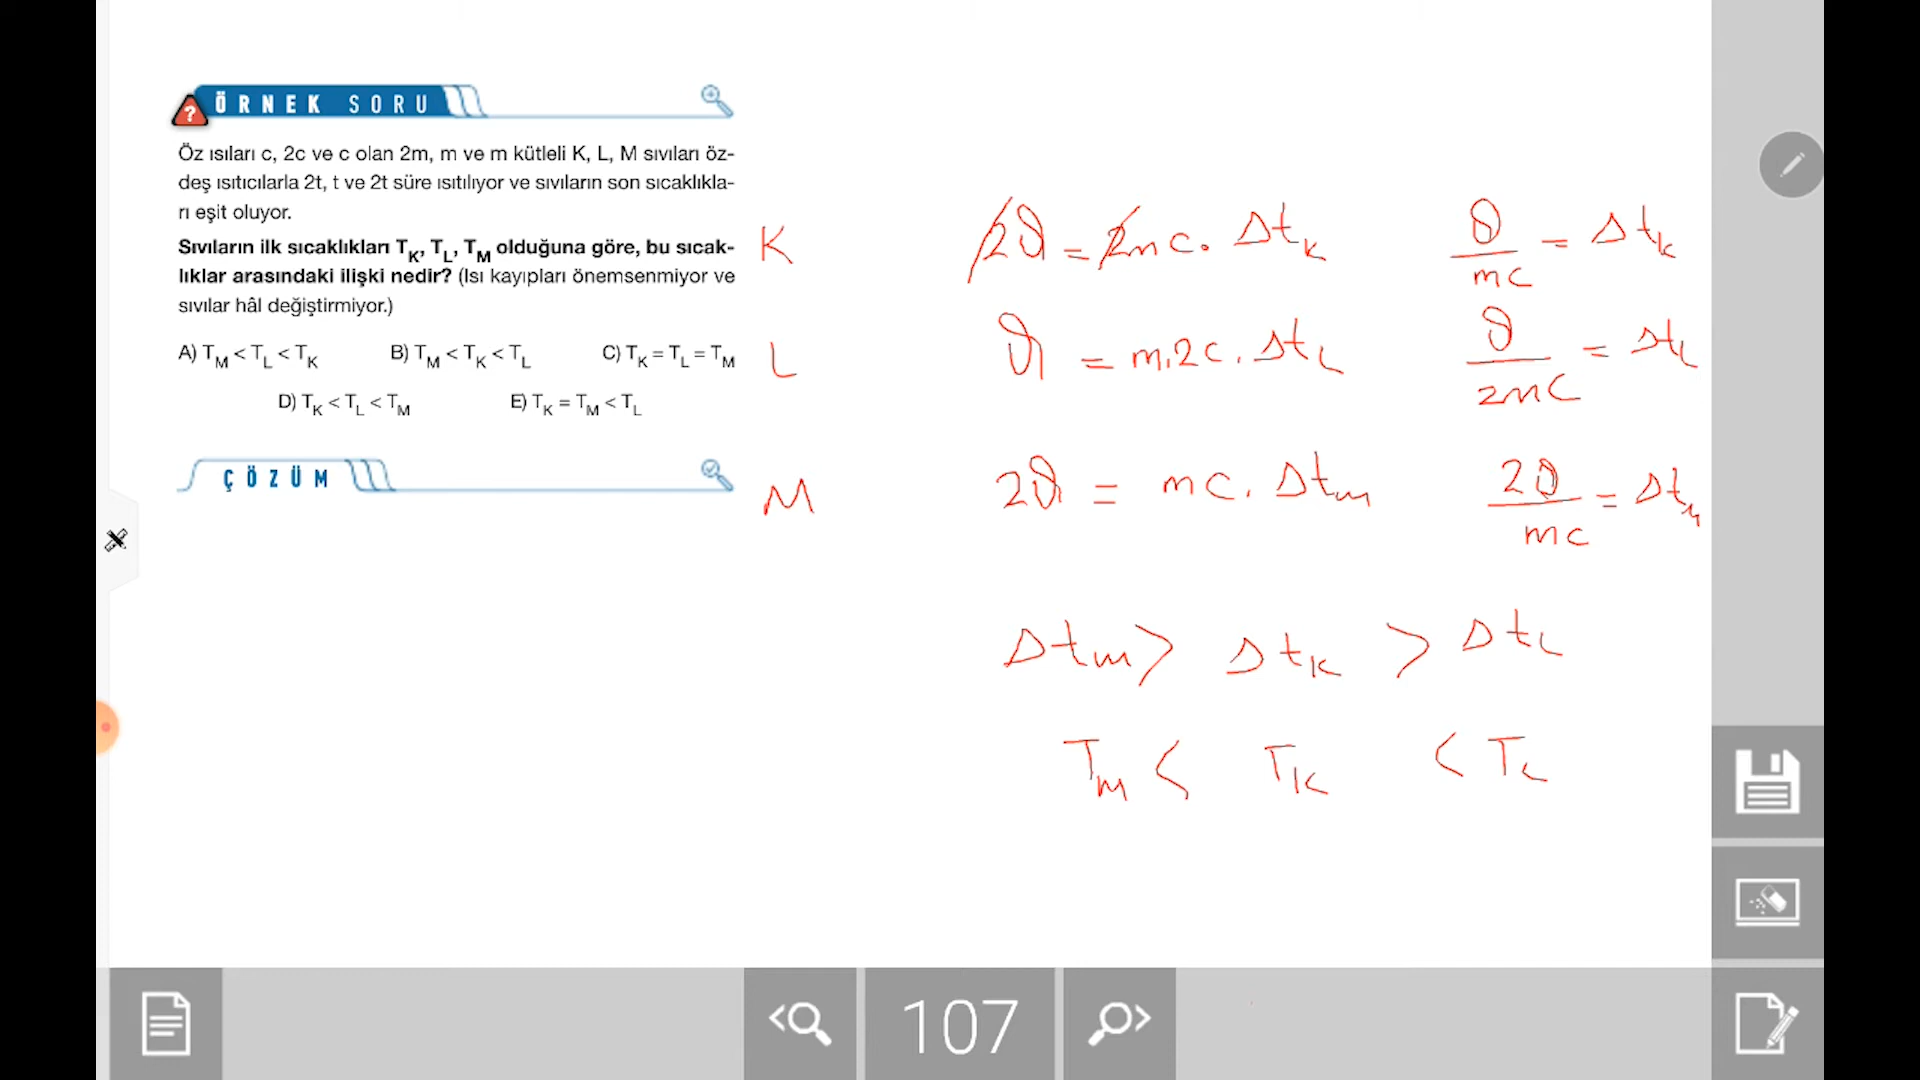 ÖRNEK SORU
Öz ısıları c, 2c ve c olan 2m, m ve m kütleli K, L, M sıvıları öz-
deş ısıtıcılarla 2t, t ve 2t süre ısıtılıyor ve sıvıların son sıcaklıkla-
rı eşit oluyor.
Sıvıların ilk sıcaklıkları T_K, T_L, T_M olduğuna göre, bu sıcak-
lıklar arasındaki ilişki nedir? (Isı kayıpları önemsenmiyor ve
sıvılar hâl değiştirmiyor.)
A) T_M < T_L < T_K B) T_M < T_K < T_L C) T_K = T_L = T_M
D) T_K < T_L < T_M E) T_K = T_M < T_L
ÇÖZÜM
K 2Q = 2mc. Δt_K Q/mc = Δt_K
L Q = m.2c. Δt_L Q/2mc = Δt_L
M 2Q = mc. Δt_m 2Q/mc = Δt_M
Δt_m > Δt_K > Δt_L
T_m < T_K < T_L
107